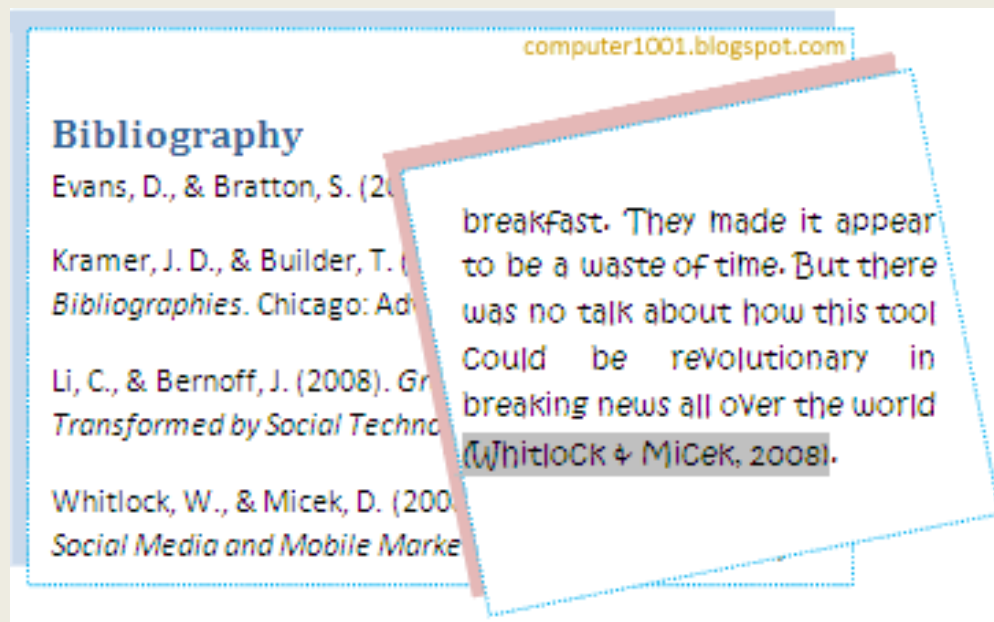 computer1001.blogspot.com
Bibliography
Evans, D., & Bratton, S. (20
Kramer, J. D., & Builder, T. (
Bibliographies. Chicago: Ad
Li, C., & Bernoff, J. (2008). Gr
Transformed by Social Techno
Whitlock, W., & Micek, D. (200
Social Media and Mobile Marke
breakfast. They made it appear
to be a waste of time. But there
was no talk about how this tool
Could be reVolutionary in
breaking news all oVer the world
(WhitloCk & MiCek, 2008).